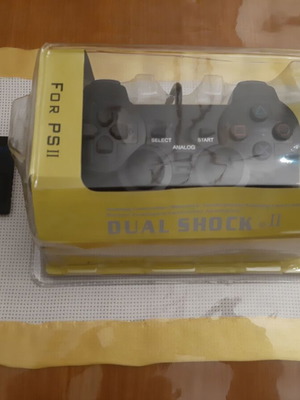 FOR PSII
SELECT
START
ANALOG
DUAL SHOCK
II